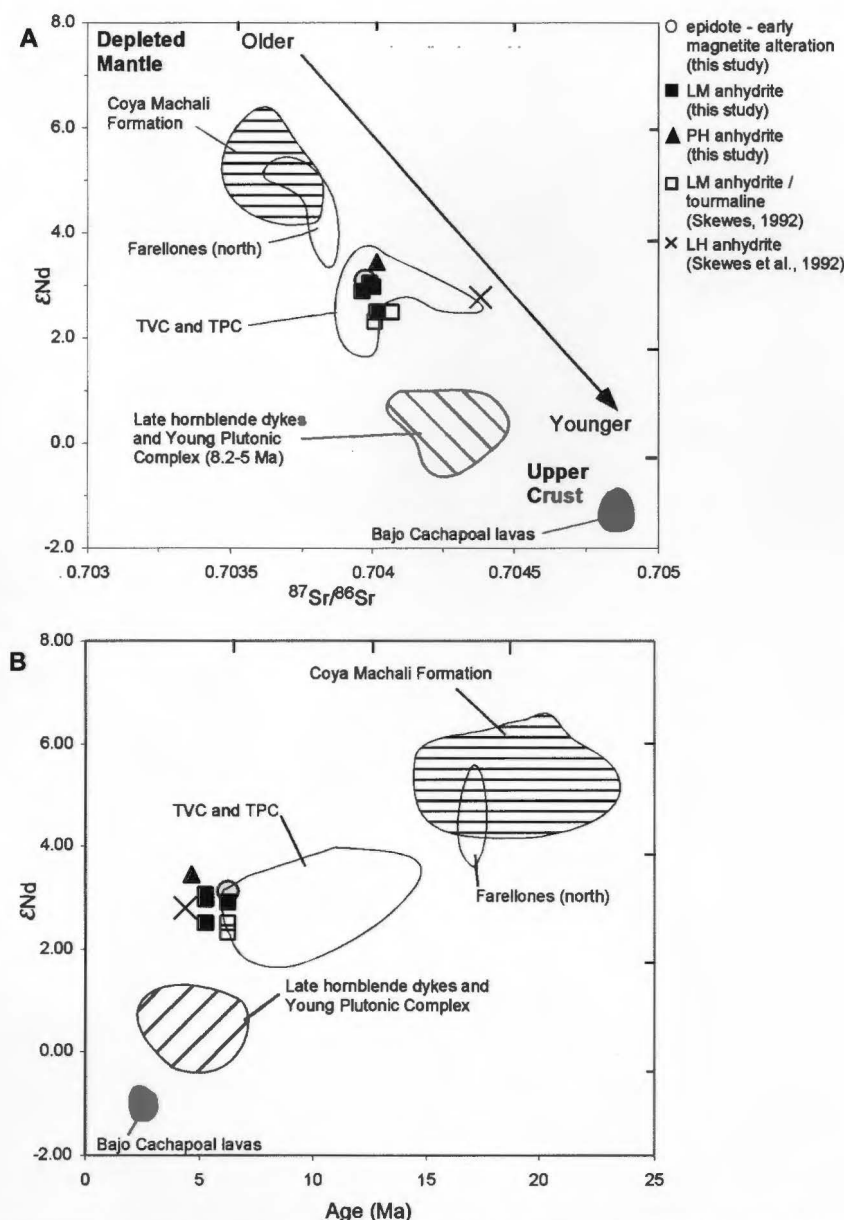 A
8.0
6.0
4.0
2.0
0.0
-2.0
εNd
Depleted
Mantle
Older
Coya Machali
Formation
Farellones (north)
TVC and TPC
Late hornblende dykes
and Young Plutonic
Complex (8.2-5 Ma)
Younger
Upper
Crust
Bajo Cachapoal lavas
0.703
0.7035
0.704
0.7045
0.705
87Sr/86Sr
epidote - early
magnetite alteration
(this study)
LM anhydrite
(this study)
PH anhydrite
(this study)
LM anhydrite /
tourmaline
(Skewes, 1992)
LH anhydrite
(Skewes et al., 1992)
B
8.00
6.00
4.00
2.00
0.00
-2.00
εNd
Coya Machali Formation
TVC and TPC
Farellones (north)
Late hornblende dykes and
Young Plutonic Complex
Bajo Cachapoal lavas
0
5
10
15
20
25
Age (Ma)